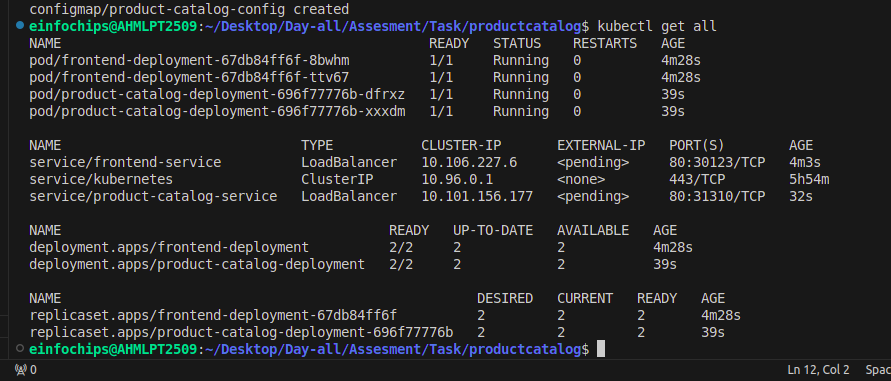 configmap/product-catalog-config created
einfochips@AHMLPT2509:~/Desktop/Day-all/Assesment/Task/productcatalog$ kubectl get all
NAME READY STATUS RESTARTS AGE
pod/frontend-deployment-67db84ff6f-8bwhm 1/1 Running 0 4m28s
pod/frontend-deployment-67db84ff6f-ttv67 1/1 Running 0 4m28s
pod/product-catalog-deployment-696f77776b-dfrxz 1/1 Running 0 39s
pod/product-catalog-deployment-696f77776b-xxxdm 1/1 Running 0 39s
NAME TYPE CLUSTER-IP EXTERNAL-IP PORT(S) AGE
service/frontend-service LoadBalancer 10.106.227.6 <pending> 80:30123/TCP 4m3s
service/kubernetes ClusterIP 10.96.0.1 <none> 443/TCP 5h54m
service/product-catalog-service LoadBalancer 10.101.156.177 <pending> 80:31310/TCP 32s
NAME READY UP-TO-DATE AVAILABLE AGE
deployment.apps/frontend-deployment 2/2 2 2 4m28s
deployment.apps/product-catalog-deployment 2/2 2 2 39s
NAME DESIRED CURRENT READY AGE
replicaset.apps/frontend-deployment-67db84ff6f 2 2 2 4m28s
replicaset.apps/product-catalog-deployment-696f77776b 2 2 2 39s
einfochips@AHMLPT2509:~/Desktop/Day-all/Assesment/Task/productcatalog$
0 Ln 12, Col 2 Spac